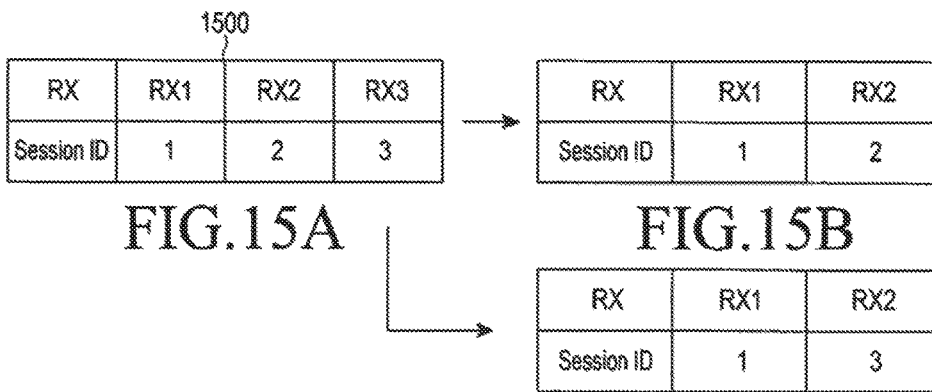 1500
RX RX1 RX2 RX3
Session ID 1 2 3
FIG.15A
RX RX1 RX2
Session ID 1 2
FIG.15B
RX RX1 RX2
Session ID 1 3